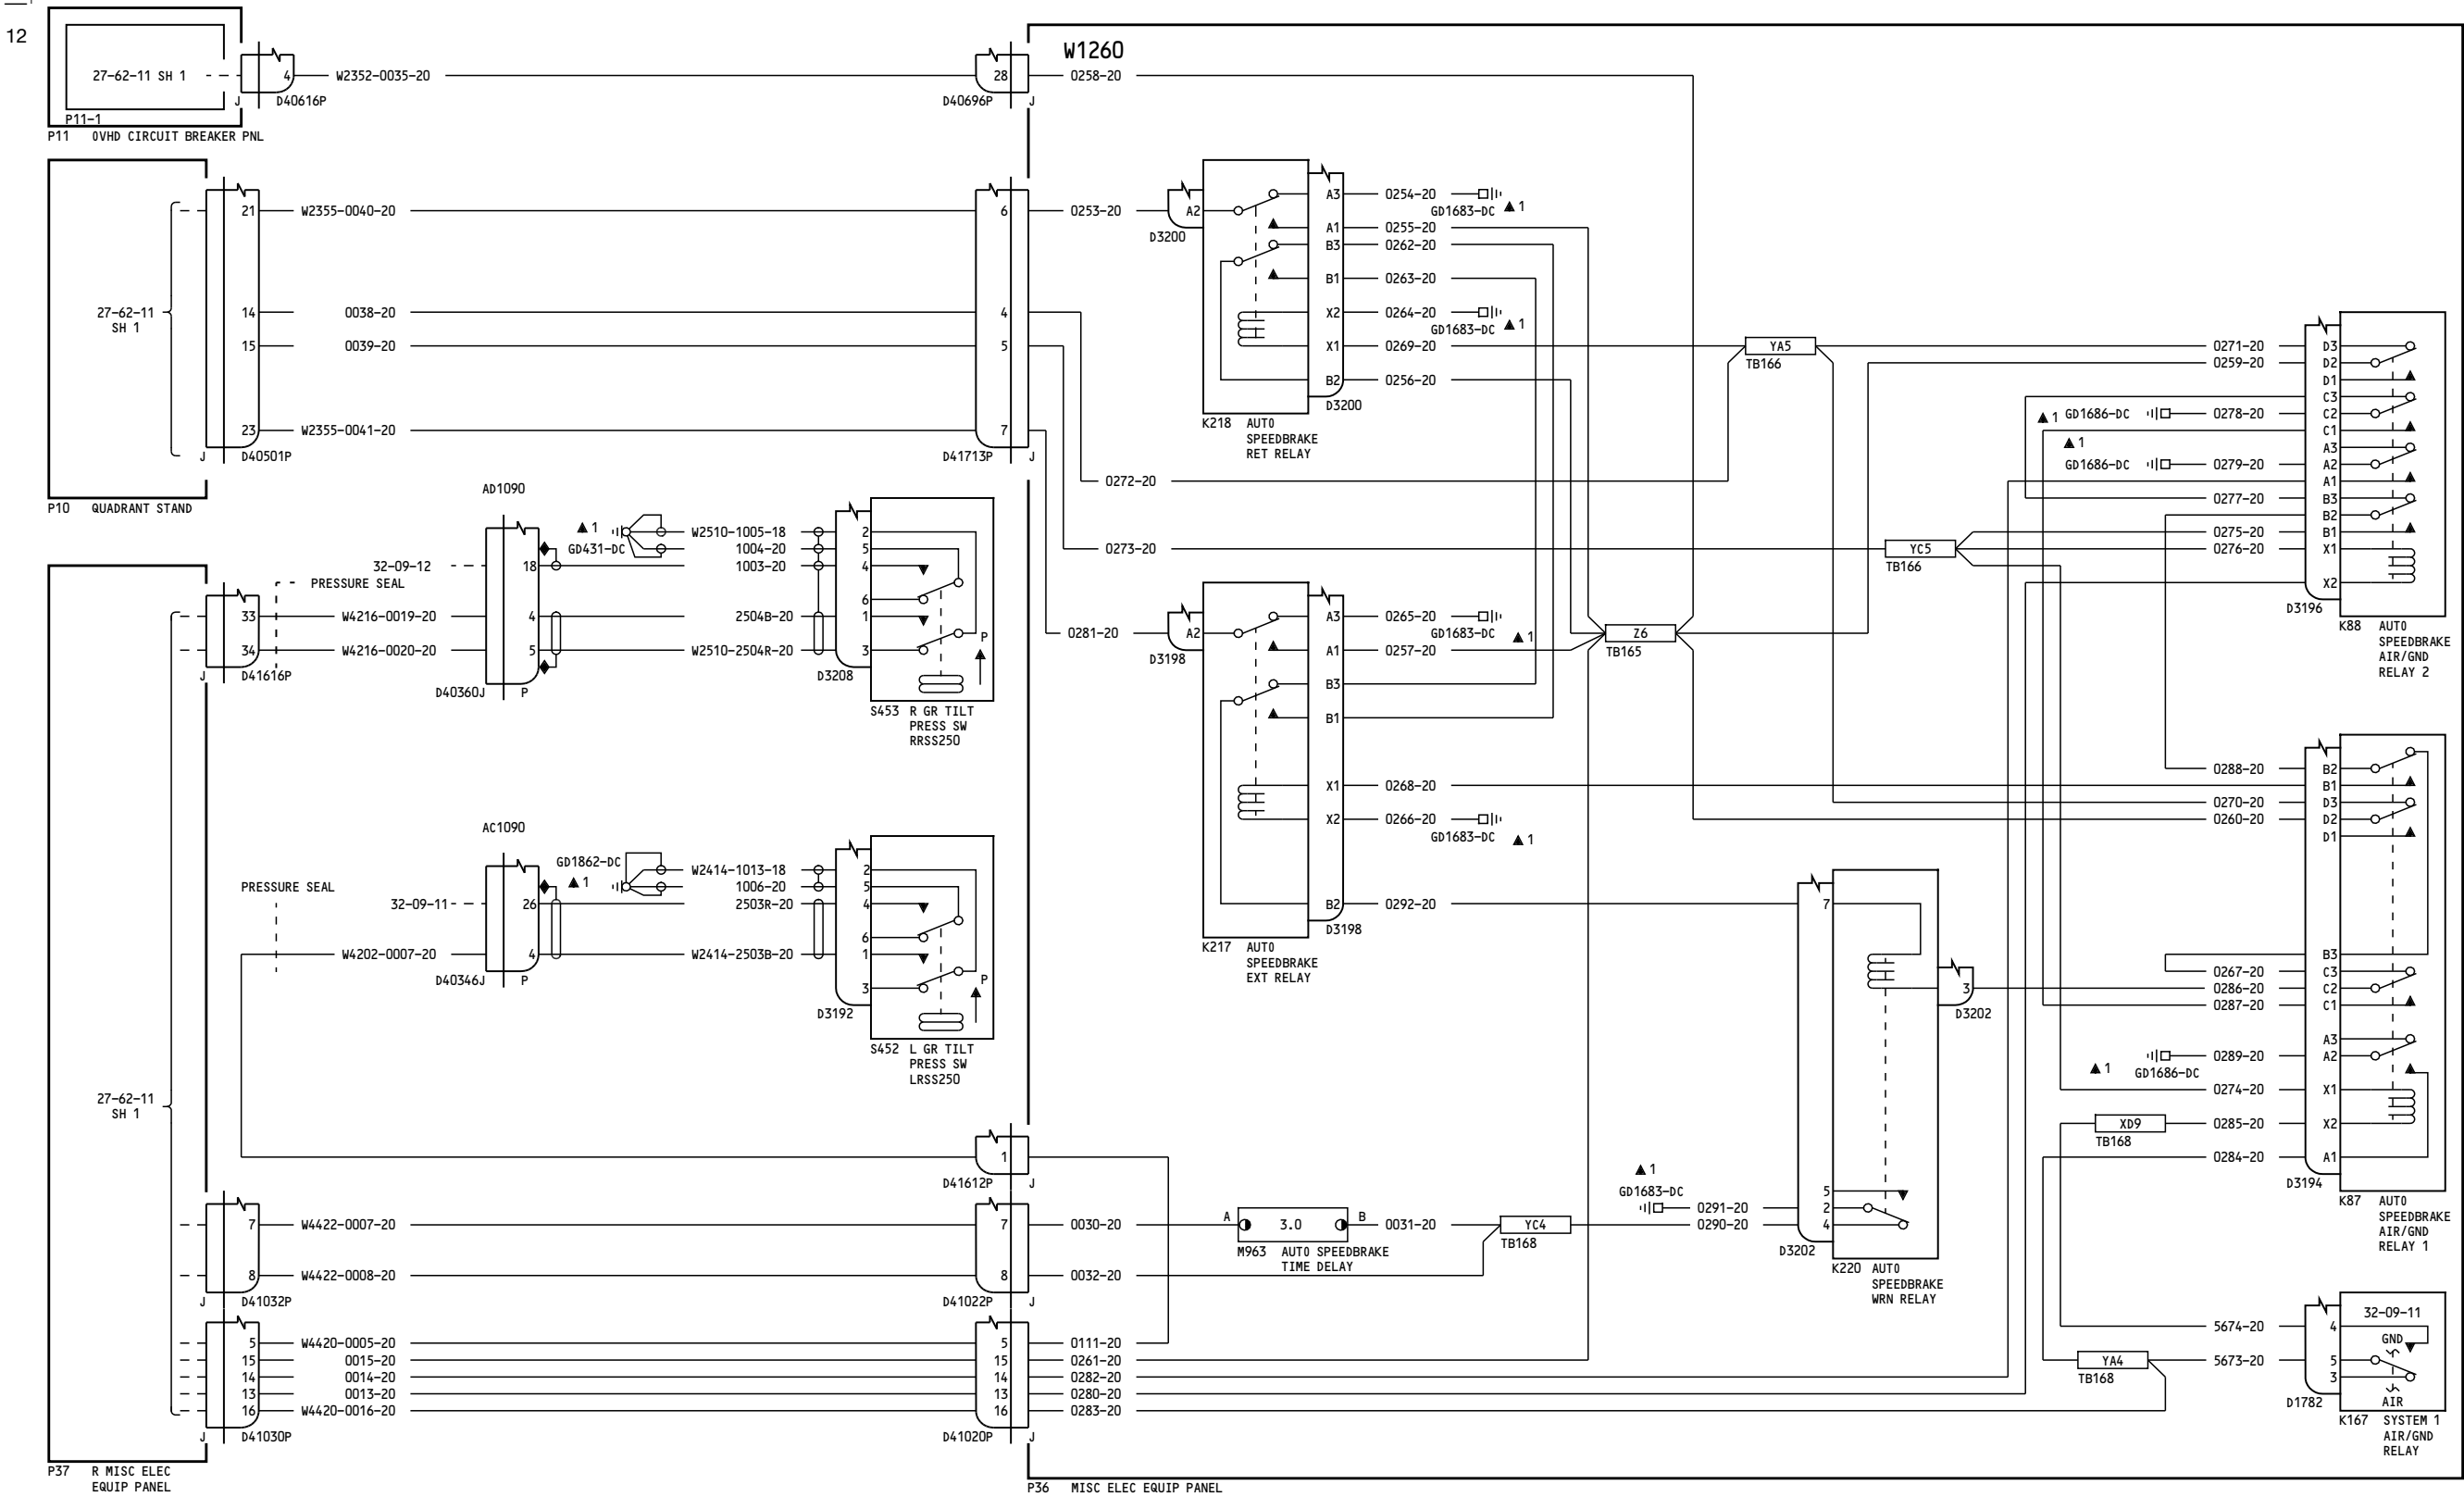 12
W1260
27-62-11 SH 1
4
W2352-0035-20
28
0258-20
J
D40616P
D40696P
J
P11-1
P11 OVHD CIRCUIT BREAKER PNL
21
W2355-0040-20
6
0253-20
A2
D3200
A3
0254-20
GD1683-DC
1
A1
0255-20
B3
0262-20
B1
0263-20
27-62-11
SH 1
14
0038-20
4
X2
0264-20
GD1683-DC
1
15
0039-20
5
X1
0269-20
YA5
TB166
B2
0256-20
D3200
23
W2355-0041-20
7
J
D40501P
D41713P
J
K218 AUTO
SPEEDBRAKE
RET RELAY
0271-20
D3
0259-20
D2
D1
C3
1
GD1686-DC
0278-20
C2
C1
1
A3
GD1686-DC
0279-20
A2
A1
0277-20
B3
B2
0275-20
B1
0276-20
X1
X2
D3196
K88 AUTO
SPEEDBRAKE
AIR/GND
RELAY 2
0272-20
0273-20
YC5
TB166
P10 QUADRANT STAND
AD1090
1
GD431-DC
W2510-1005-18
2
1004-20
5
32-09-12
18
1003-20
4
6
PRESSURE SEAL
33
W4216-0019-20
4
2504B-20
1
34
W4216-0020-20
5
W2510-2504R-20
3
P
J
D41616P
D40360J
P
D3208
S453 R GR TILT
PRESS SW
RRSS250
0281-20
A2
D3198
A3
0265-20
GD1683-DC
1
A1
0257-20
Z6
TB165
B3
B1
X1
0268-20
X2
0266-20
GD1683-DC
1
B2
0292-20
D3198
K217 AUTO
SPEEDBRAKE
EXT RELAY
0288-20
B2
B1
0270-20
D3
0260-20
D2
D1
B3
0267-20
C3
0286-20
C2
0287-20
C1
A3
0289-20
A2
1
GD1686-DC
0274-20
X1
XD9
TB168
0285-20
X2
0284-20
A1
D3194
K87 AUTO
SPEEDBRAKE
AIR/GND
RELAY 1
7
3
D3202
AC1090
GD1862-DC
1
W2414-1013-18
2
1006-20
5
PRESSURE SEAL
32-09-11
26
2503R-20
4
6
W4202-0007-20
4
W2414-2503B-20
1
3
P
D40346J
P
D3192
S452 L GR TILT
PRESS SW
LRSS250
27-62-11
SH 1
1
D41612P
J
1
GD1683-DC
5
0291-20
2
0290-20
4
D3202
K220 AUTO
SPEEDBRAKE
WRN RELAY
7
W4422-0007-20
7
0030-20
A
3.0
B
0031-20
YC4
TB168
M963 AUTO SPEEDBRAKE
TIME DELAY
8
W4422-0008-20
8
0032-20
J
D41032P
D41022P
J
5
W4420-0005-20
5
0111-20
15
0015-20
15
0261-20
14
0014-20
14
0282-20
13
0013-20
13
0280-20
16
W4420-0016-20
16
0283-20
J
D41030P
D41020P
J
YA4
TB168
32-09-11
5674-20
4
GND
5673-20
5
3
AIR
D1782
K167 SYSTEM 1
AIR/GND
RELAY
P37 R MISC ELEC
EQUIP PANEL
P36 MISC ELEC EQUIP PANEL